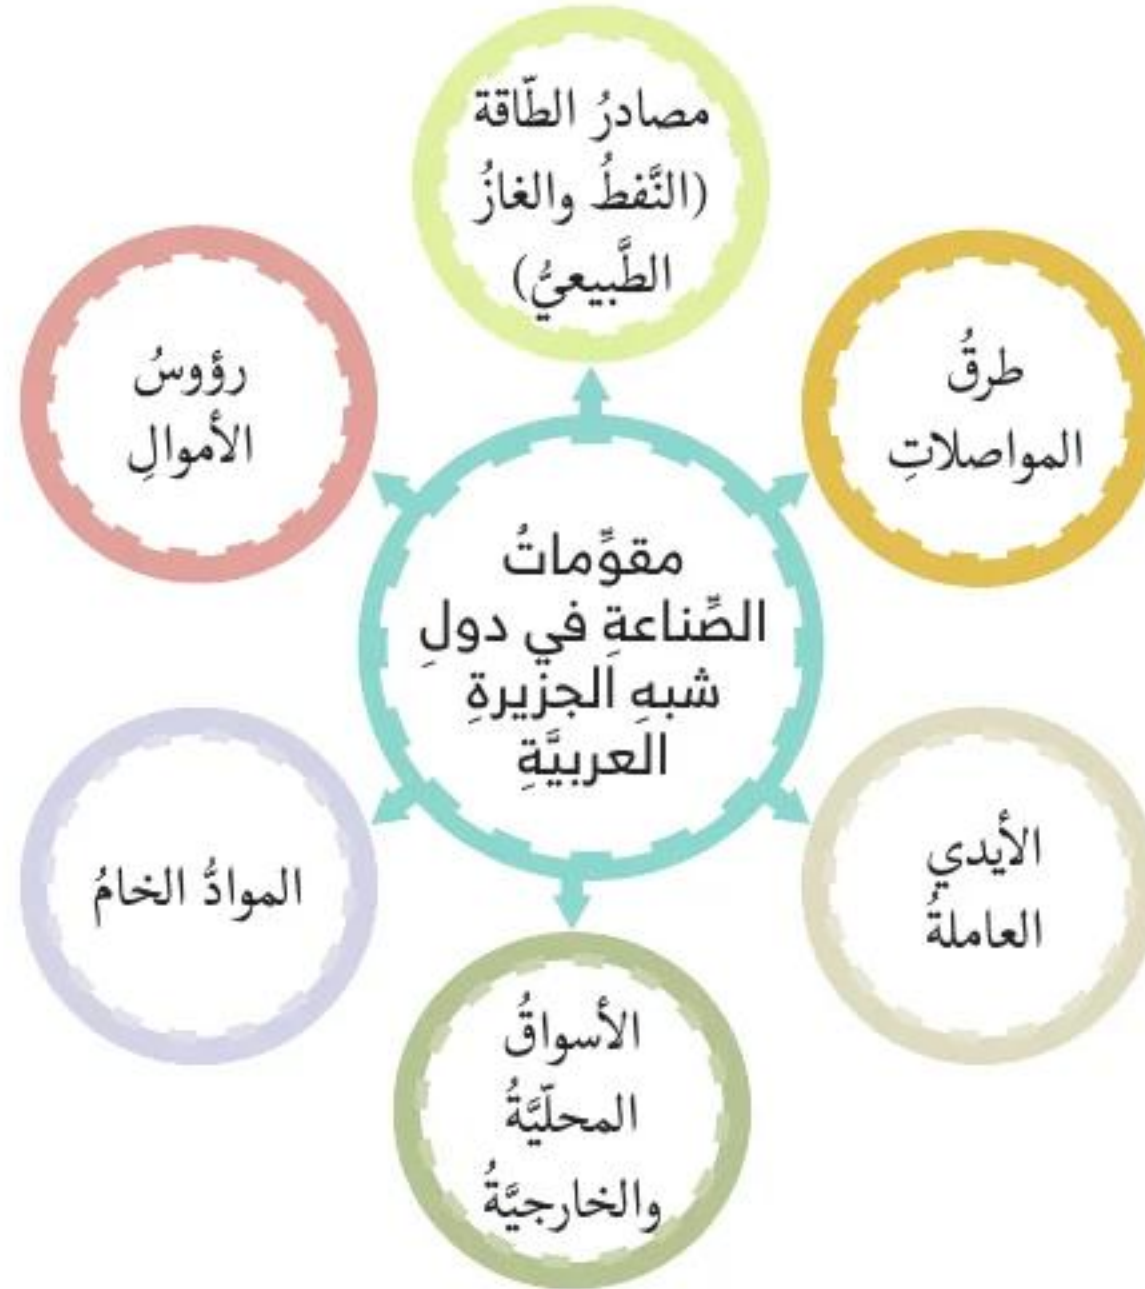 مصادرُ الطّاقة
(النَّفطُ والغازُ
الطَّبيعيُّ)
طرقُ
المواصلاتِ
رؤوسُ
الأموالِ
مقوِّماتُ
الصِّناعةِ في دولِ
شبهِ الجزيرةِ
العربيَّةِ
الأيدي
العاملةُ
الموادُّ الخامُ
الأسواقُ
المحلّيَّةُ
والخارجيَّةُ